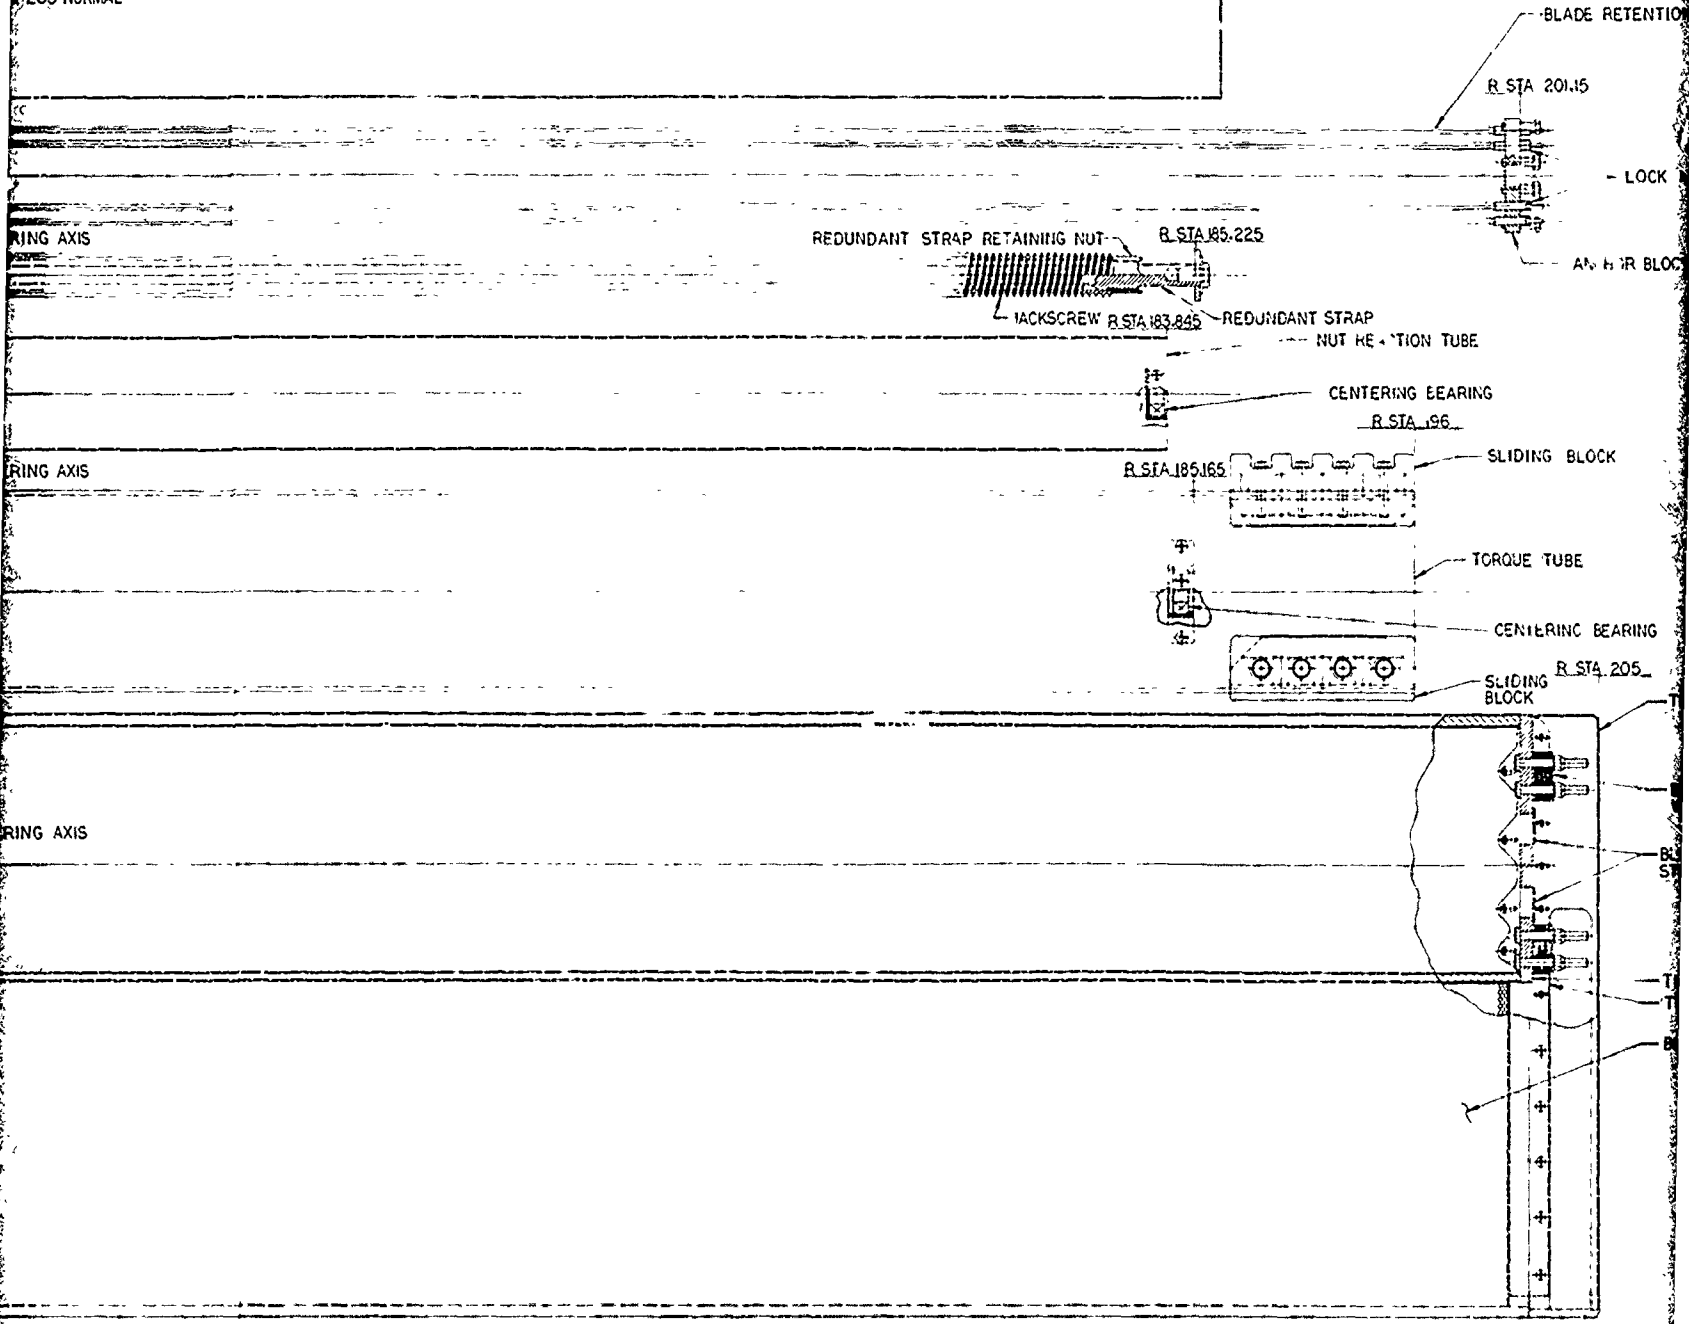 NORMAL
BLADE RETENTIO
R STA 201.15
LOCK
RING AXIS
REDUNDANT STRAP RETAINING NUT
R STA 185.225
BLOC
JACKSCREW
R STA 183.845
REDUNDANT STRAP
NUT TION TUBE
CENTERING BEARING
R STA 196
RING AXIS
SLIDING BLOCK
R STA 185.165
TORQUE TUBE
CENTERING BEARING
R STA 205
SLIDING
BLOCK
T
RING AXIS
T
T
B